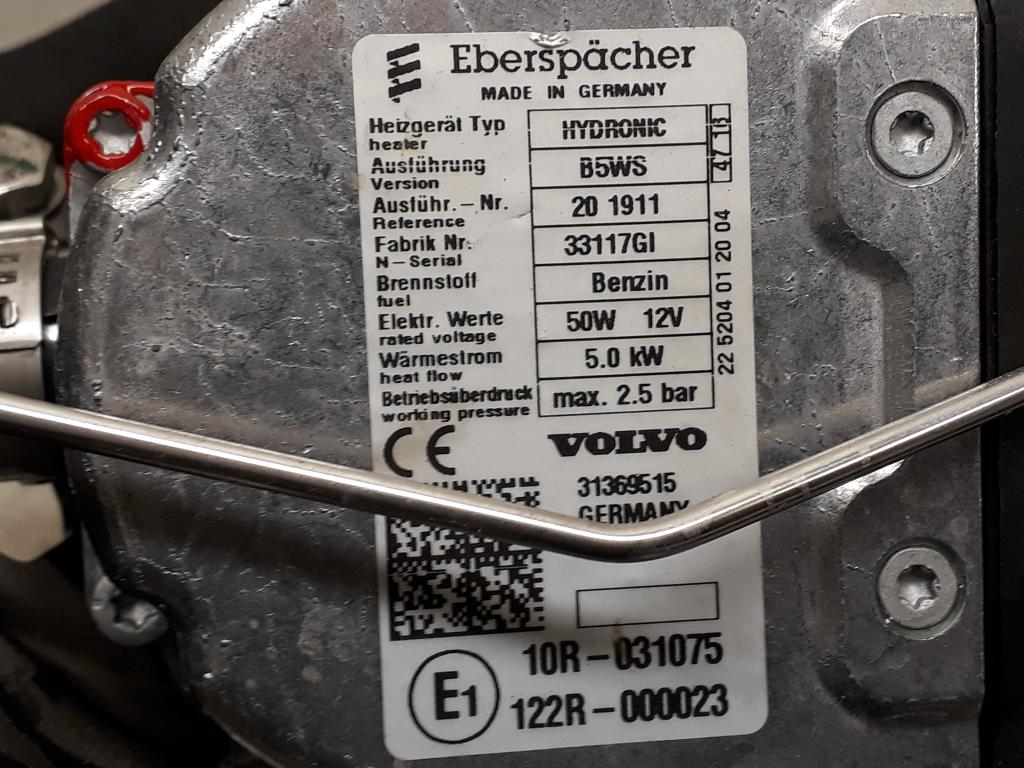 Eberspächer
MADE IN GERMANY
Heizgerät Typ HYDRONIC
heater
Ausführung B5WS
Version
Ausführ.-Nr. 20 1911
Reference
Fabrik Nr. 33117GI
N-Serial
Brennstoff Benzin
fuel
Elektr. Werte 50W 12V
rated voltage
Wärmestrom 5.0 kW
heat flow
Betriebsüberdruck max. 2.5 bar
working pressure
22 5204 01 20 04
CE
VOLVO
31369515
GERMANY
10R-031075
E1
122R-000023